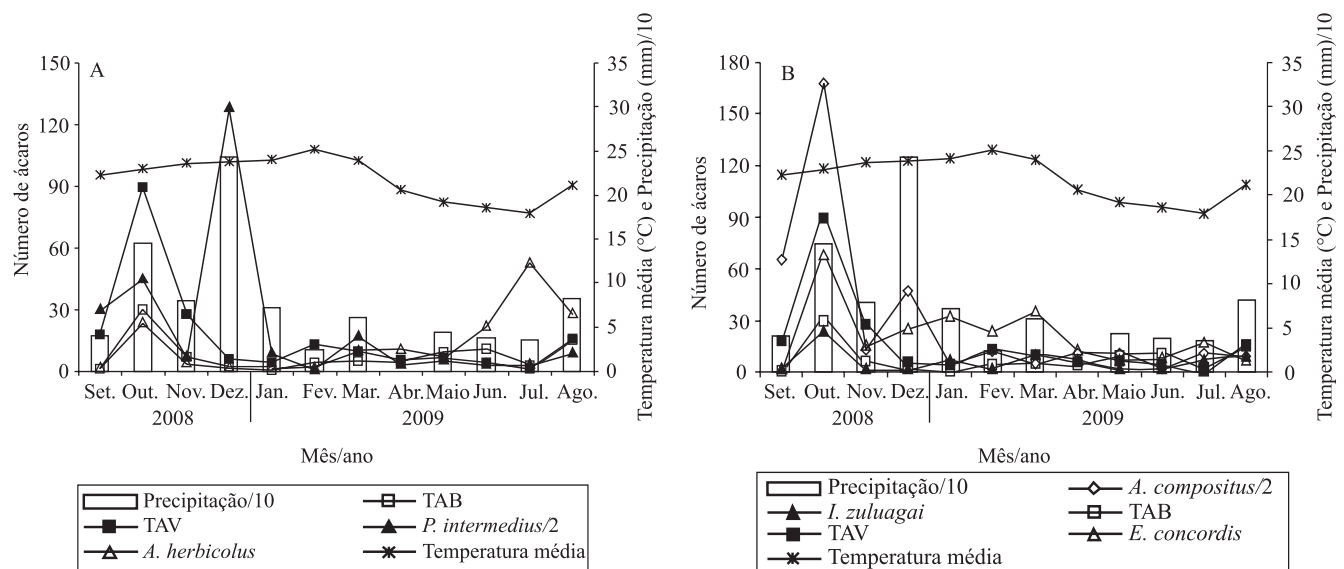 A
150
120
90
60
30
0
Número de ácaros
35
30
25
20
15
10
5
0
Temperatura média (°C) e Precipitação (mm)/10
Set. Out. Nov. Dez. Jan. Fev. Mar. Abr. Maio Jun. Jul. Ago.
2008 2009
Mês/ano
Precipitação/10 TAB
TAV P. intermedius/2
A. herbicolus Temperatura média
B
180
150
120
90
60
30
0
Número de ácaros
35
30
25
20
15
10
5
0
Temperatura média (°C) e Precipitação (mm)/10
Set. Out. Nov. Dez. Jan. Fev. Mar. Abr. Maio Jun. Jul. Ago.
2008 2009
Mês/ano
Precipitação/10 A. compositus/2
I. zuluagai TAB
TAV E. concordis
Temperatura média